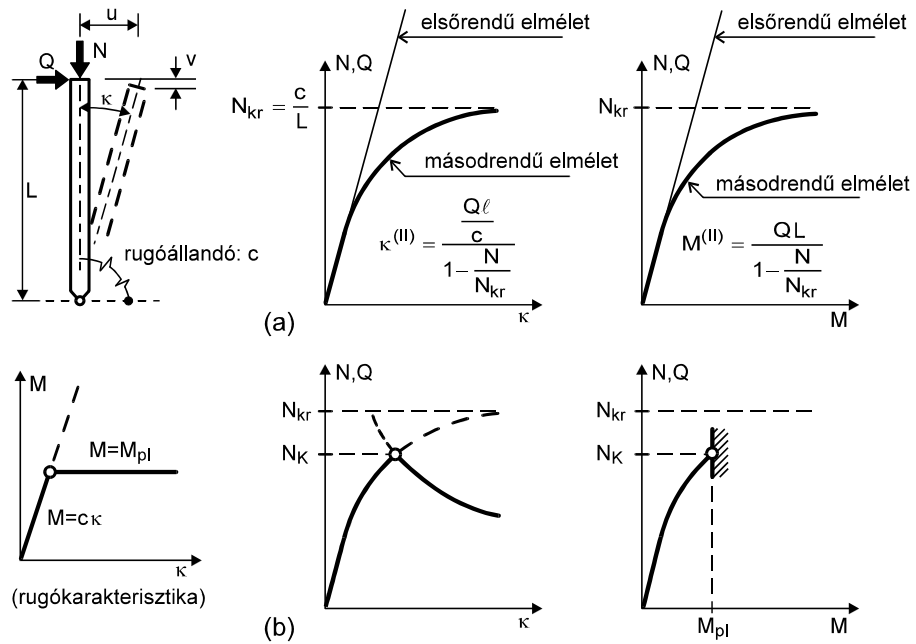 u
N
Q
v
κ
L
rugóállandó: c
elsőrendű elmélet
N,Q
N_kr = c/L
másodrendű elmélet
κ^(II) = (Qℓ/c)/(1-N/N_kr)
κ
elsőrendű elmélet
N,Q
másodrendű elmélet
M^(II) = QL/(1-N/N_kr)
M
(a)
M
M=M_pl
M=cκ
κ
(rugókarakterisztika)
N,Q
N_kr
N_K
κ
N,Q
N_kr
N_K
M_pl
M
(b)